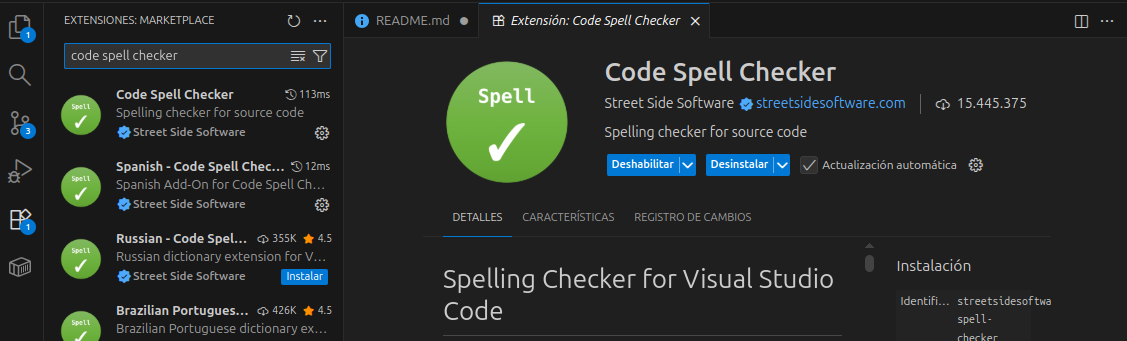 EXTENSIONES: MARKETPLACE
code spell checker
Spell
Code Spell Checker
113ms
Spelling checker for source code
Street Side Software
Spell
Spanish - Code Spell Chec...
12ms
Spanish Add-On for Code Spell Ch...
Street Side Software
Spell
Russian - Code Spel...
355K
4.5
Russian dictionary extension for V...
Street Side Software
Instalar
Spell
Brazilian Portugues...
426K
4.5
Brazilian Portuguese dictionary ex...
1
3
1
README.md
Extensión: Code Spell Checker
Spell
Code Spell Checker
Street Side Software
streetsidesoftware.com
15.445.375
Spelling checker for source code
Deshabilitar
Desinstalar
Actualización automática
DETALLES
CARACTERÍSTICAS
REGISTRO DE CAMBIOS
Spelling Checker for Visual Studio
Code
Instalación
Identifi...
streetsidesoftwa
spell-
checker